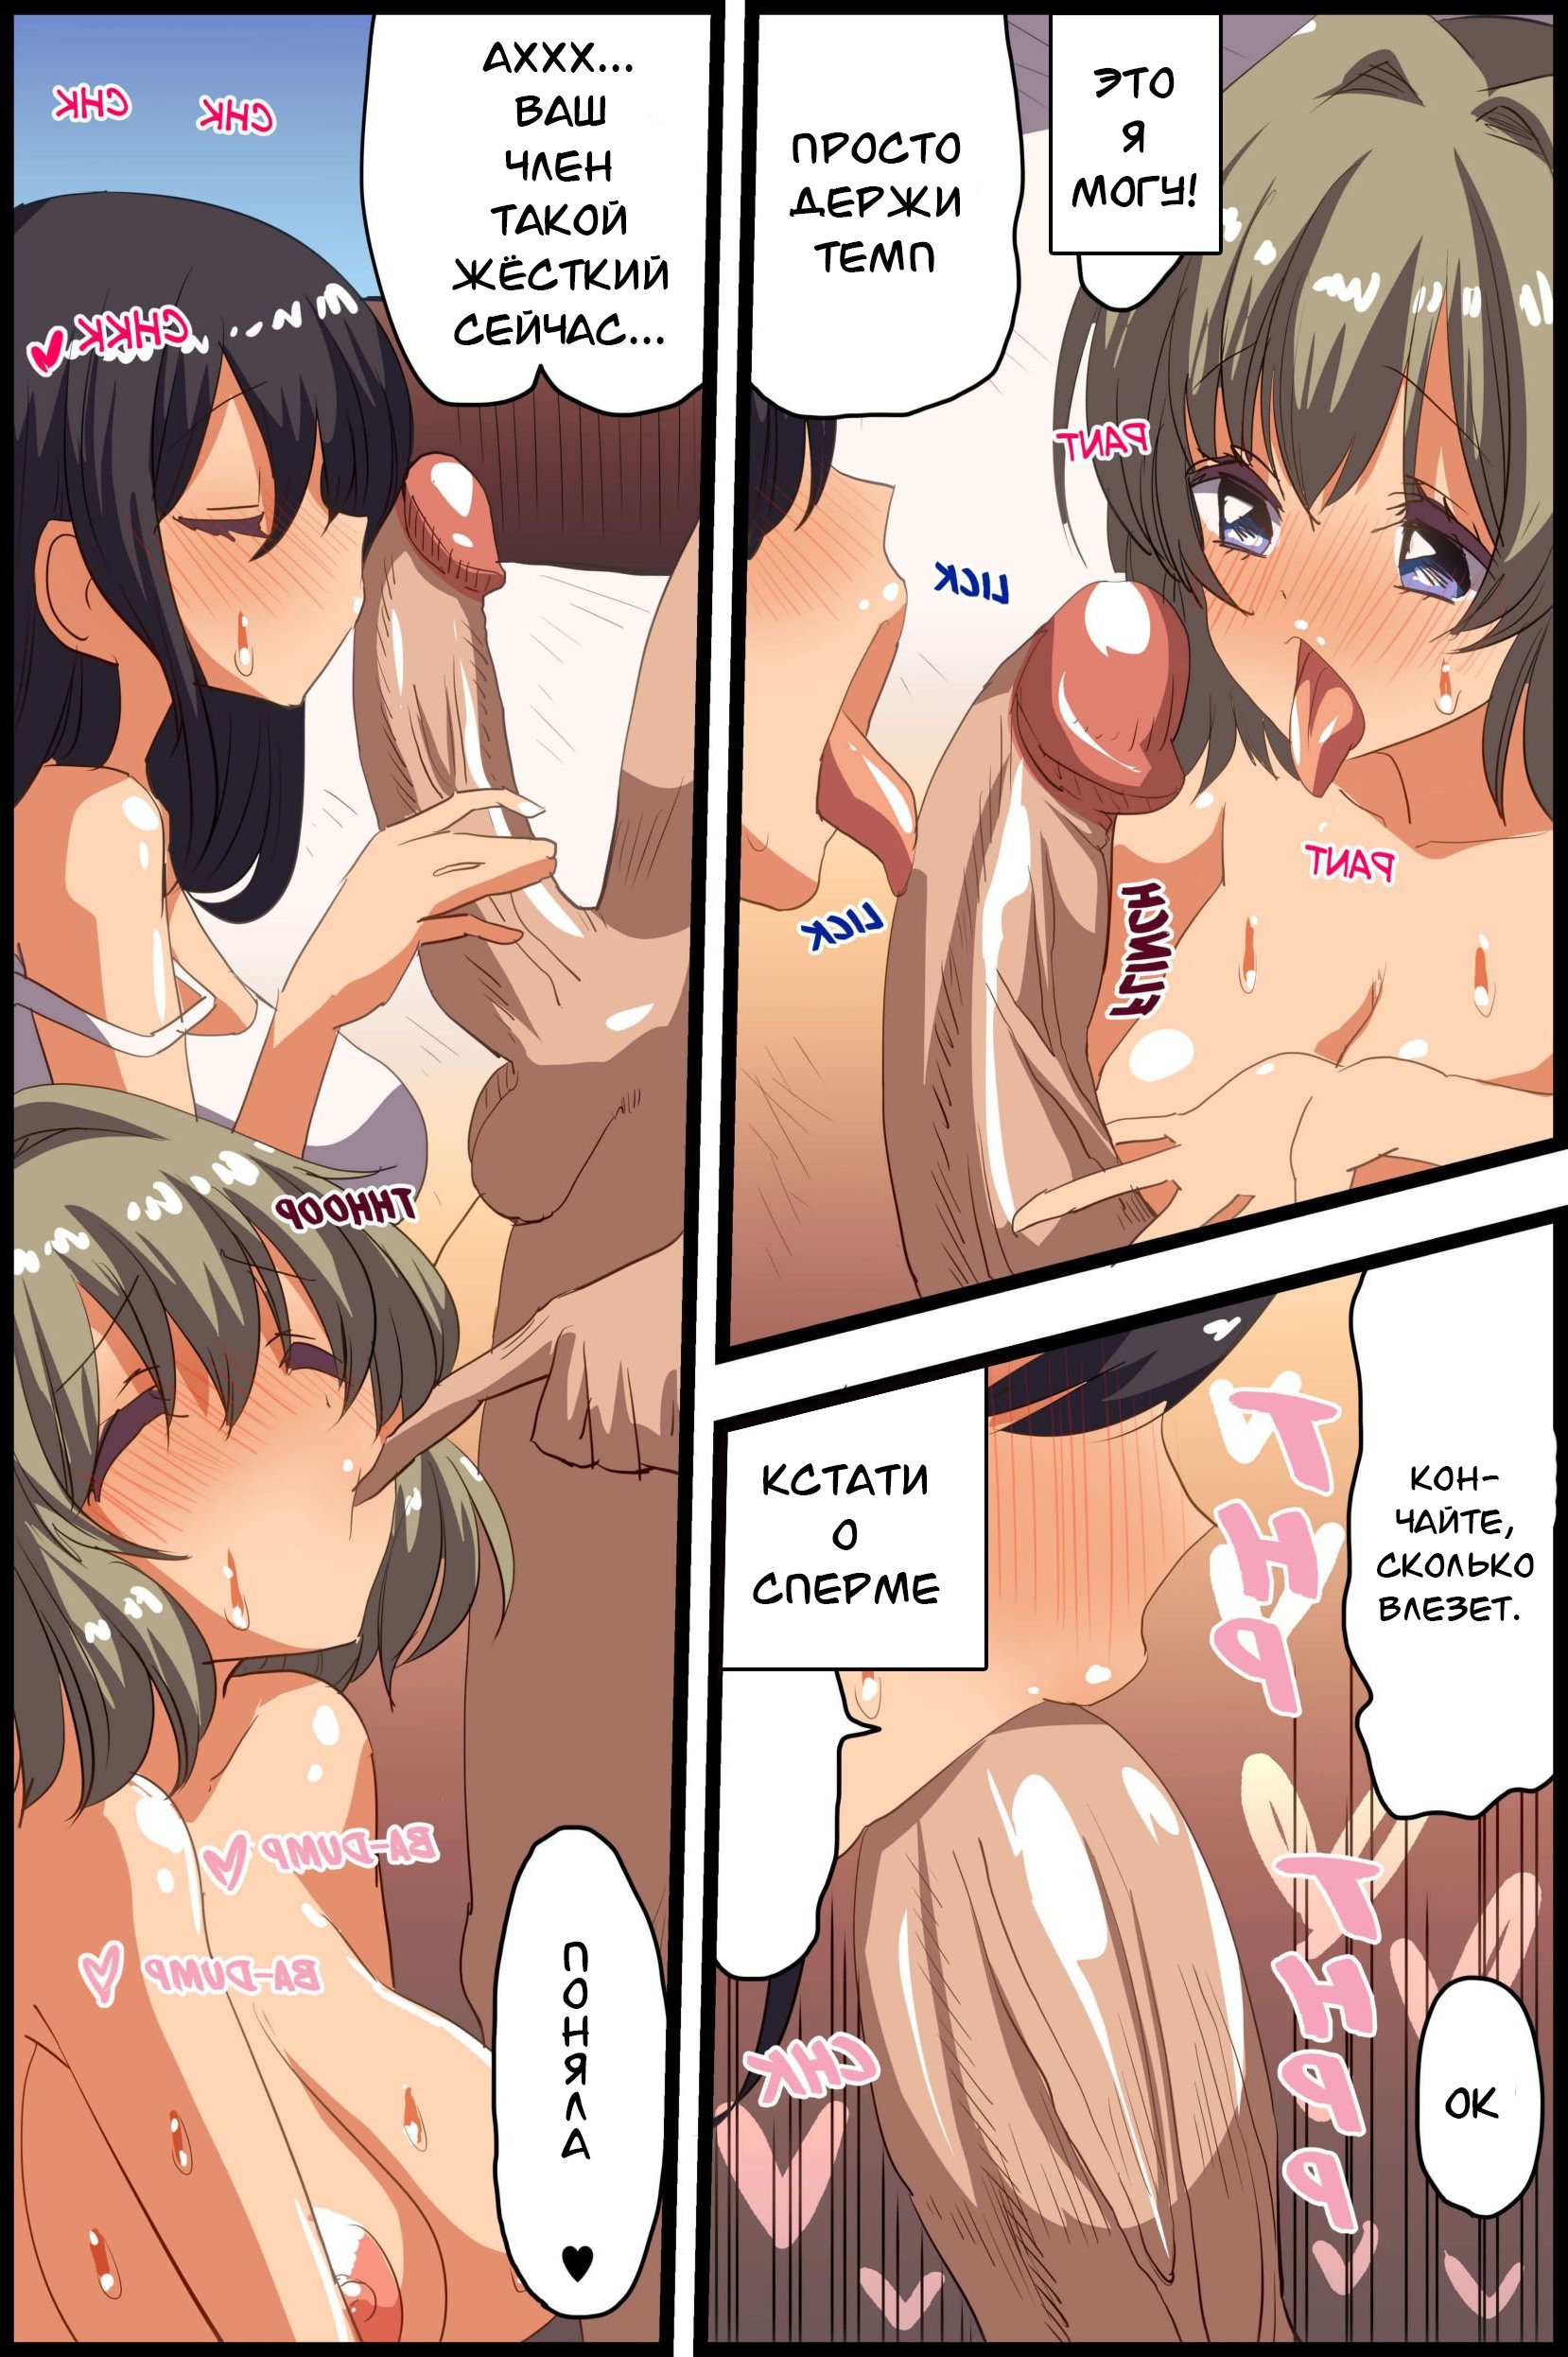 АХХХ...
ВАШ
ЧЛЕН
ТАКОЙ
ЖЁСТКИЙ
СЕЙЧАС...
CHK
CHK
CHKK
THHOOP
BA-DUMP
BA-DUMP
ПОНЯЛА
ПРОСТО
ДЕРЖИ
ТЕМП
ЭТО
Я
МОГУ!
PANT
LICK
LICK
PANT
FLINCH
КСТАТИ
О
СПЕРМЕ
КОН-
ЧАЙТЕ,
СКОЛЬКО
ВЛЕЗЕТ.
THP
THPP
CHK
ОК